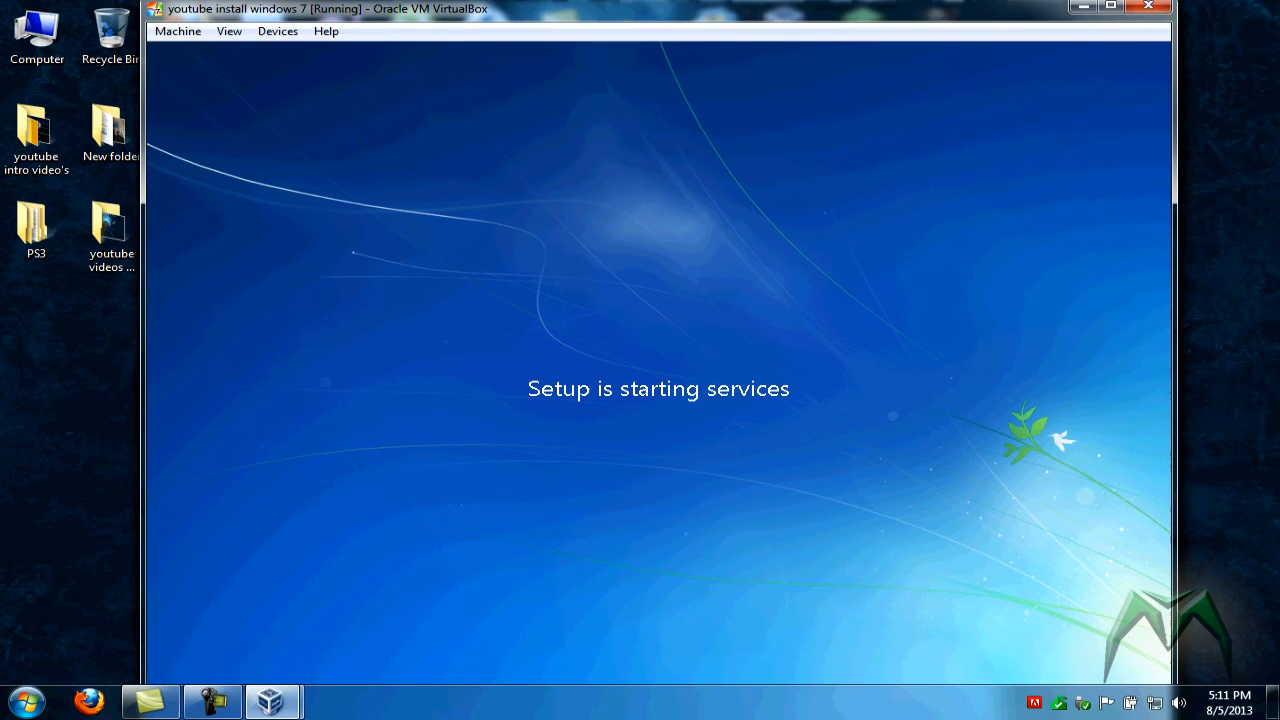 youtube install windows 7 [Running] - Oracle VM VirtualBox
Machine View Devices Help
Computer
Recycle Bin
youtube
intro video's
New folder
PS3
youtube
videos ...
Setup is starting services
5:11 PM
8/5/2013